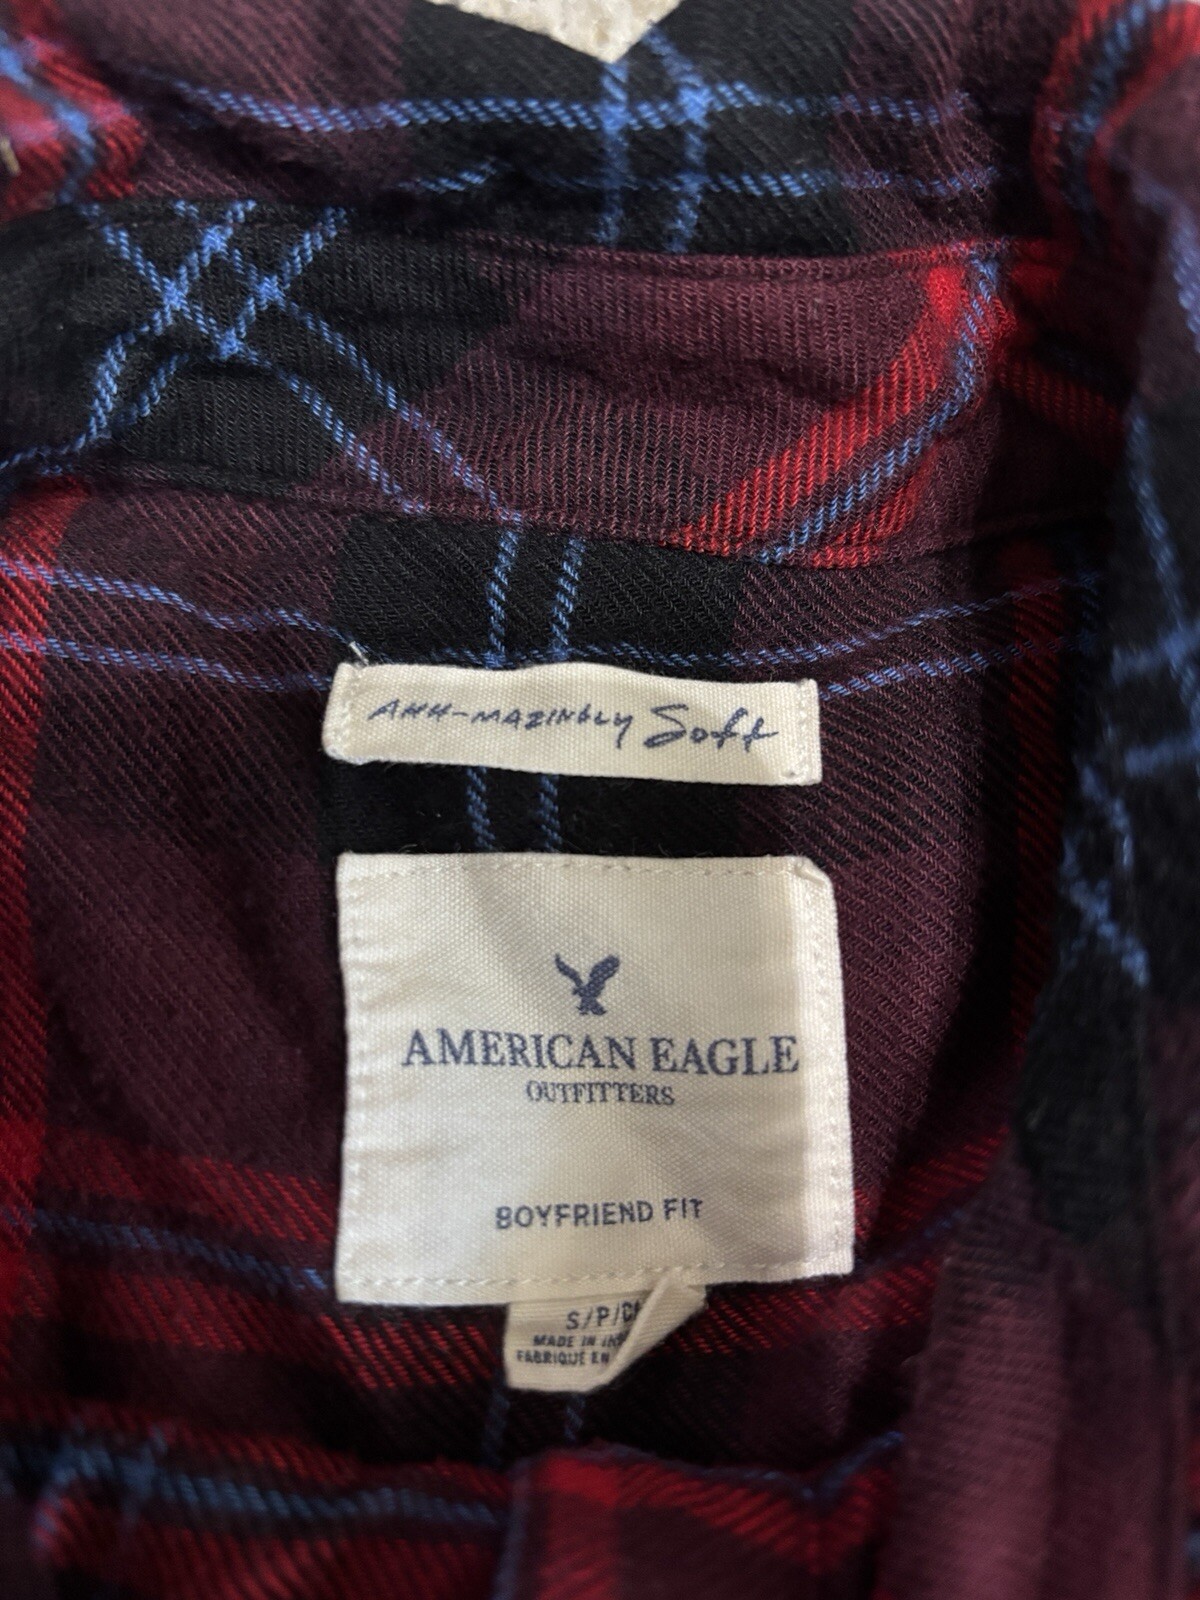 AHH-MAZINGLY Soft
AMERICAN EAGLE
OUTFITTERS
BOYFRIEND FIT
S/P/
MADE IN
FABRIQUÉ EN